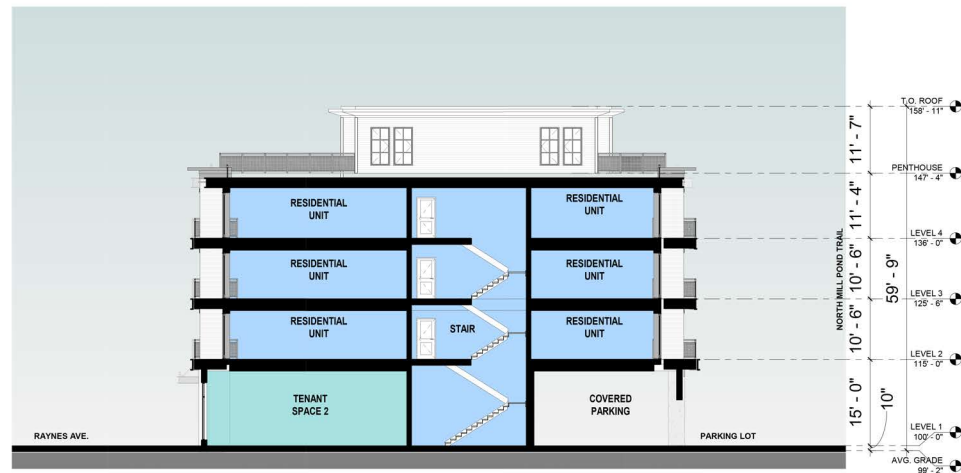 T.O. ROOF
158' - 11"
11' - 7"
PENTHOUSE
147' - 4"
RESIDENTIAL
UNIT
RESIDENTIAL
UNIT
11' - 4"
LEVEL 4
136' - 0"
RESIDENTIAL
UNIT
RESIDENTIAL
UNIT
NORTH MILL POND TRAIL
10' - 6"
59' - 9"
LEVEL 3
125' - 6"
RESIDENTIAL
UNIT
STAIR
RESIDENTIAL
UNIT
10' - 6"
LEVEL 2
115' - 0"
TENANT
SPACE 2
COVERED
PARKING
15' - 0"
10"
RAYNES AVE.
PARKING LOT
LEVEL 1
100' - 0"
AVG. GRADE
99' - 2"